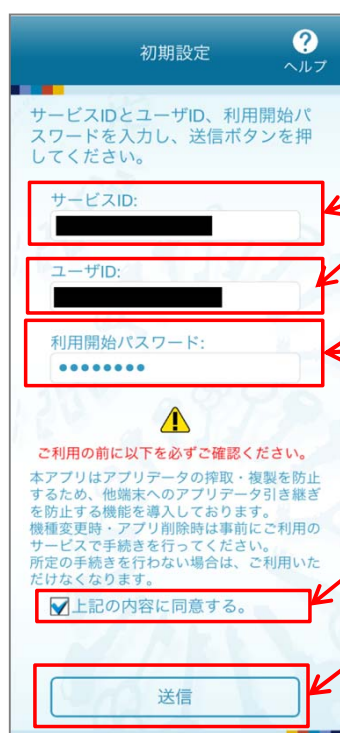 初期設定
?
ヘルプ
サービスIDとユーザID、利用開始パ
スワードを入力し、送信ボタンを押
してください。
サービスID:
ユーザID:
利用開始パスワード:
ご利用の前に以下を必ずご確認ください。
本アプリはアプリデータの搾取・複製を防止
するため、他端末へのアプリデータ引き継ぎ
を防止する機能を導入しております。
機種変更時・アプリ削除時は事前にご利用の
サービスで手続きを行ってください。
所定の手続きを行わない場合は、ご利用いた
だけなくなります。
上記の内容に同意する。
送信